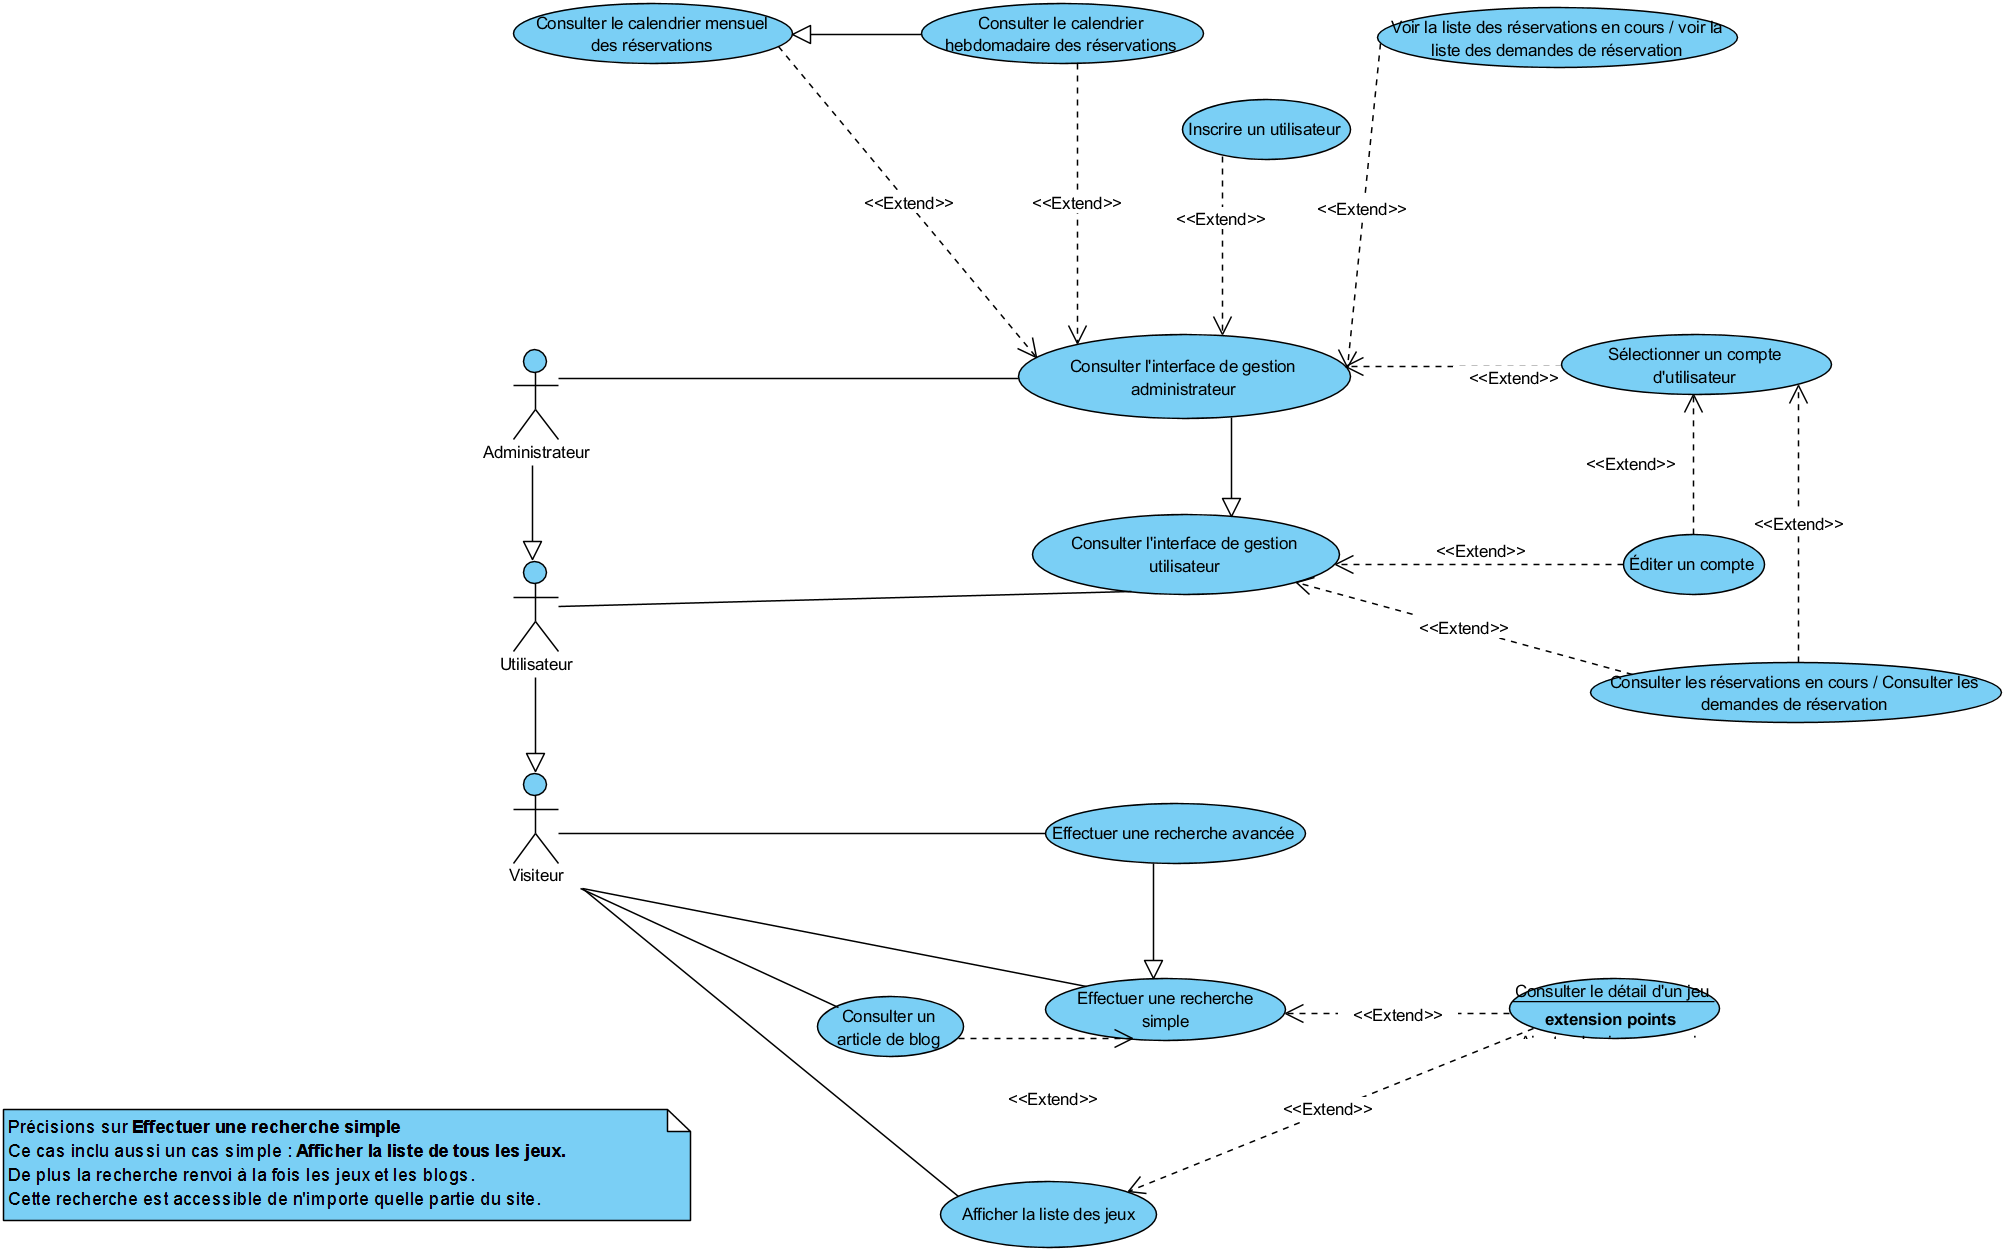 Consulter le calendrier mensuel
des réservations
Consulter le calendrier
hebdomadaire des réservations
Voir la liste des réservations en cours / voir la
liste des demandes de réservation
Inscrire un utilisateur
<<Extend>>
<<Extend>>
<<Extend>>
<<Extend>>
Consulter l'interface de gestion
administrateur
Sélectionner un compte
d'utilisateur
<<Extend>>
Administrateur
<<Extend>>
<<Extend>>
Consulter l'interface de gestion
utilisateur
<<Extend>>
Éditer un compte
<<Extend>>
Utilisateur
Consulter les réservations en cours / Consulter les
demandes de réservation
Effectuer une recherche avancée
Visiteur
Effectuer une recherche
simple
Consulter un
article de blog
<<Extend>>
Consulter le détail d'un jeu
extension points
<<Extend>>
<<Extend>>
Précisions sur Effectuer une recherche simple
Ce cas inclu aussi un cas simple : Afficher la liste de tous les jeux.
De plus la recherche renvoi à la fois les jeux et les blogs.
Cette recherche est accessible de n'importe quelle partie du site.
Afficher la liste des jeux